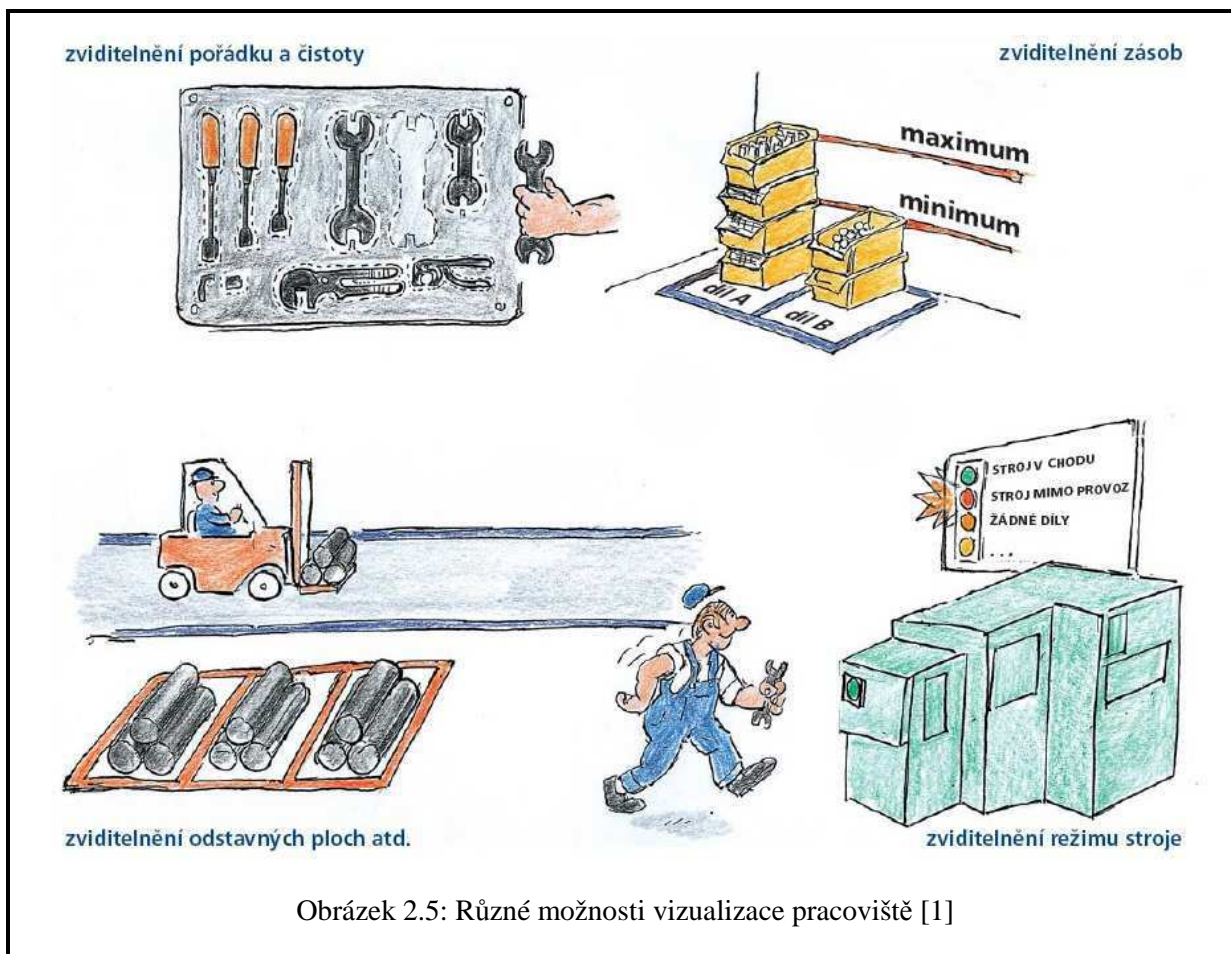 zviditelnění pořádku a čistoty
zviditelnění zásob
maximum
minimum
díl A
díl B
STROJ V CHODU
STROJ MIMO PROVOZ
ŽÁDNÉ DÍLY
...
zviditelnění odstavných ploch atd.
zviditelnění režimu stroje
Obrázek 2.5: Různé možnosti vizualizace pracoviště [1]